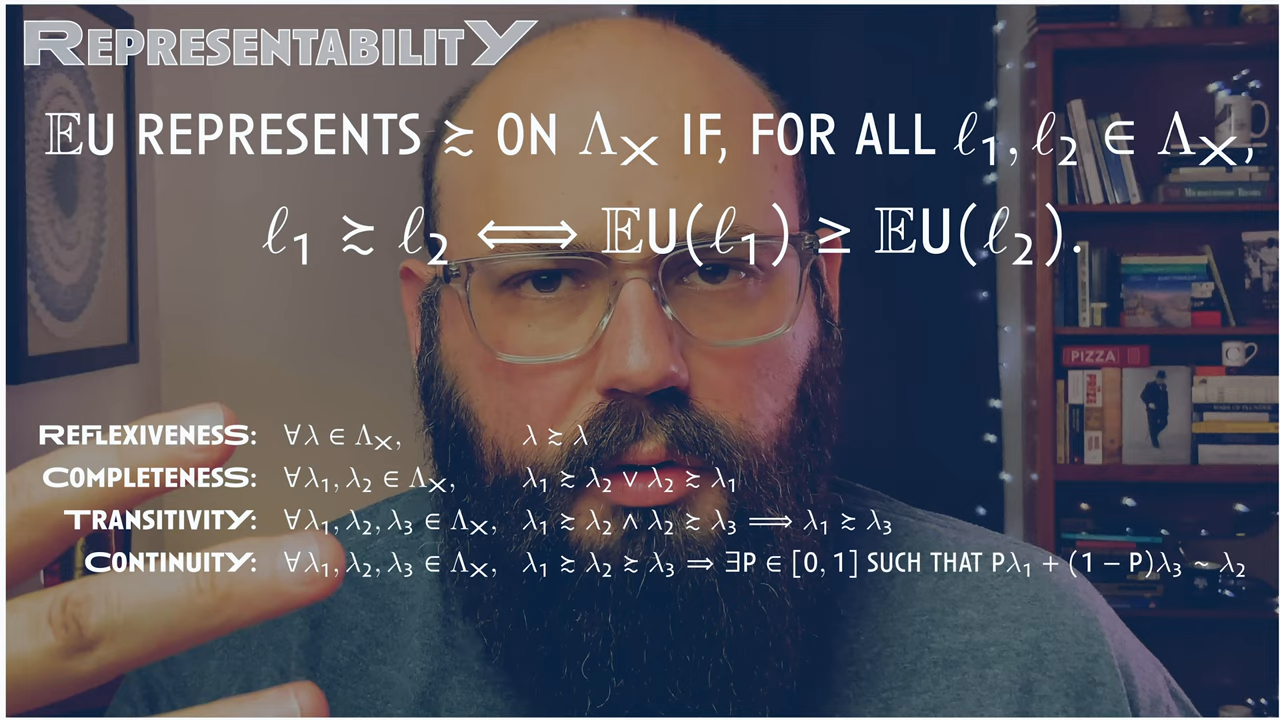 REPRESENTABILITY
𝔼U REPRESENTS ≿ ON Λ_X IF, FOR ALL ℓ₁, ℓ₂ ∈ Λ_X,
ℓ₁ ≿ ℓ₂ ⟺ 𝔼U(ℓ₁) ≥ 𝔼U(ℓ₂).
PIZZA
REFLEXIVENESS: ∀λ ∈ Λ_X, λ ≿ λ
COMPLETENESS: ∀λ₁, λ₂ ∈ Λ_X, λ₁ ≿ λ₂ ∨ λ₂ ≿ λ₁
TRANSITIVITY: ∀λ₁, λ₂, λ₃ ∈ Λ_X, λ₁ ≿ λ₂ ∧ λ₂ ≿ λ₃ ⟹ λ₁ ≿ λ₃
CONTINUITY: ∀λ₁, λ₂, λ₃ ∈ Λ_X, λ₁ ≿ λ₂ ≿ λ₃ ⇒ ∃P ∈ [0, 1] SUCH THAT Pλ₁ + (1 − P)λ₃ ~ λ₂